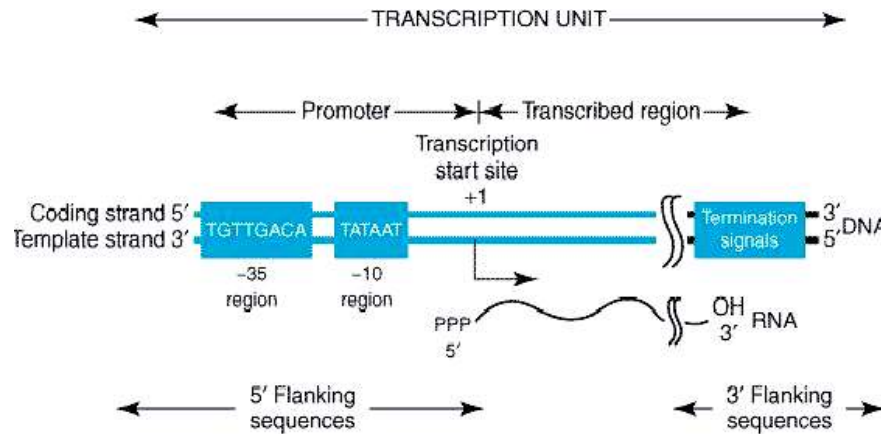 TRANSCRIPTION UNIT
Promoter
Transcribed region
Transcription
start site
+1
Coding strand 5′
Template strand 3′
TGTTGACA
TATAAT
Termination
signals
3′
5′
DNA
−35
region
−10
region
PPP
5′
OH
3′
RNA
5′ Flanking
sequences
3′ Flanking
sequences